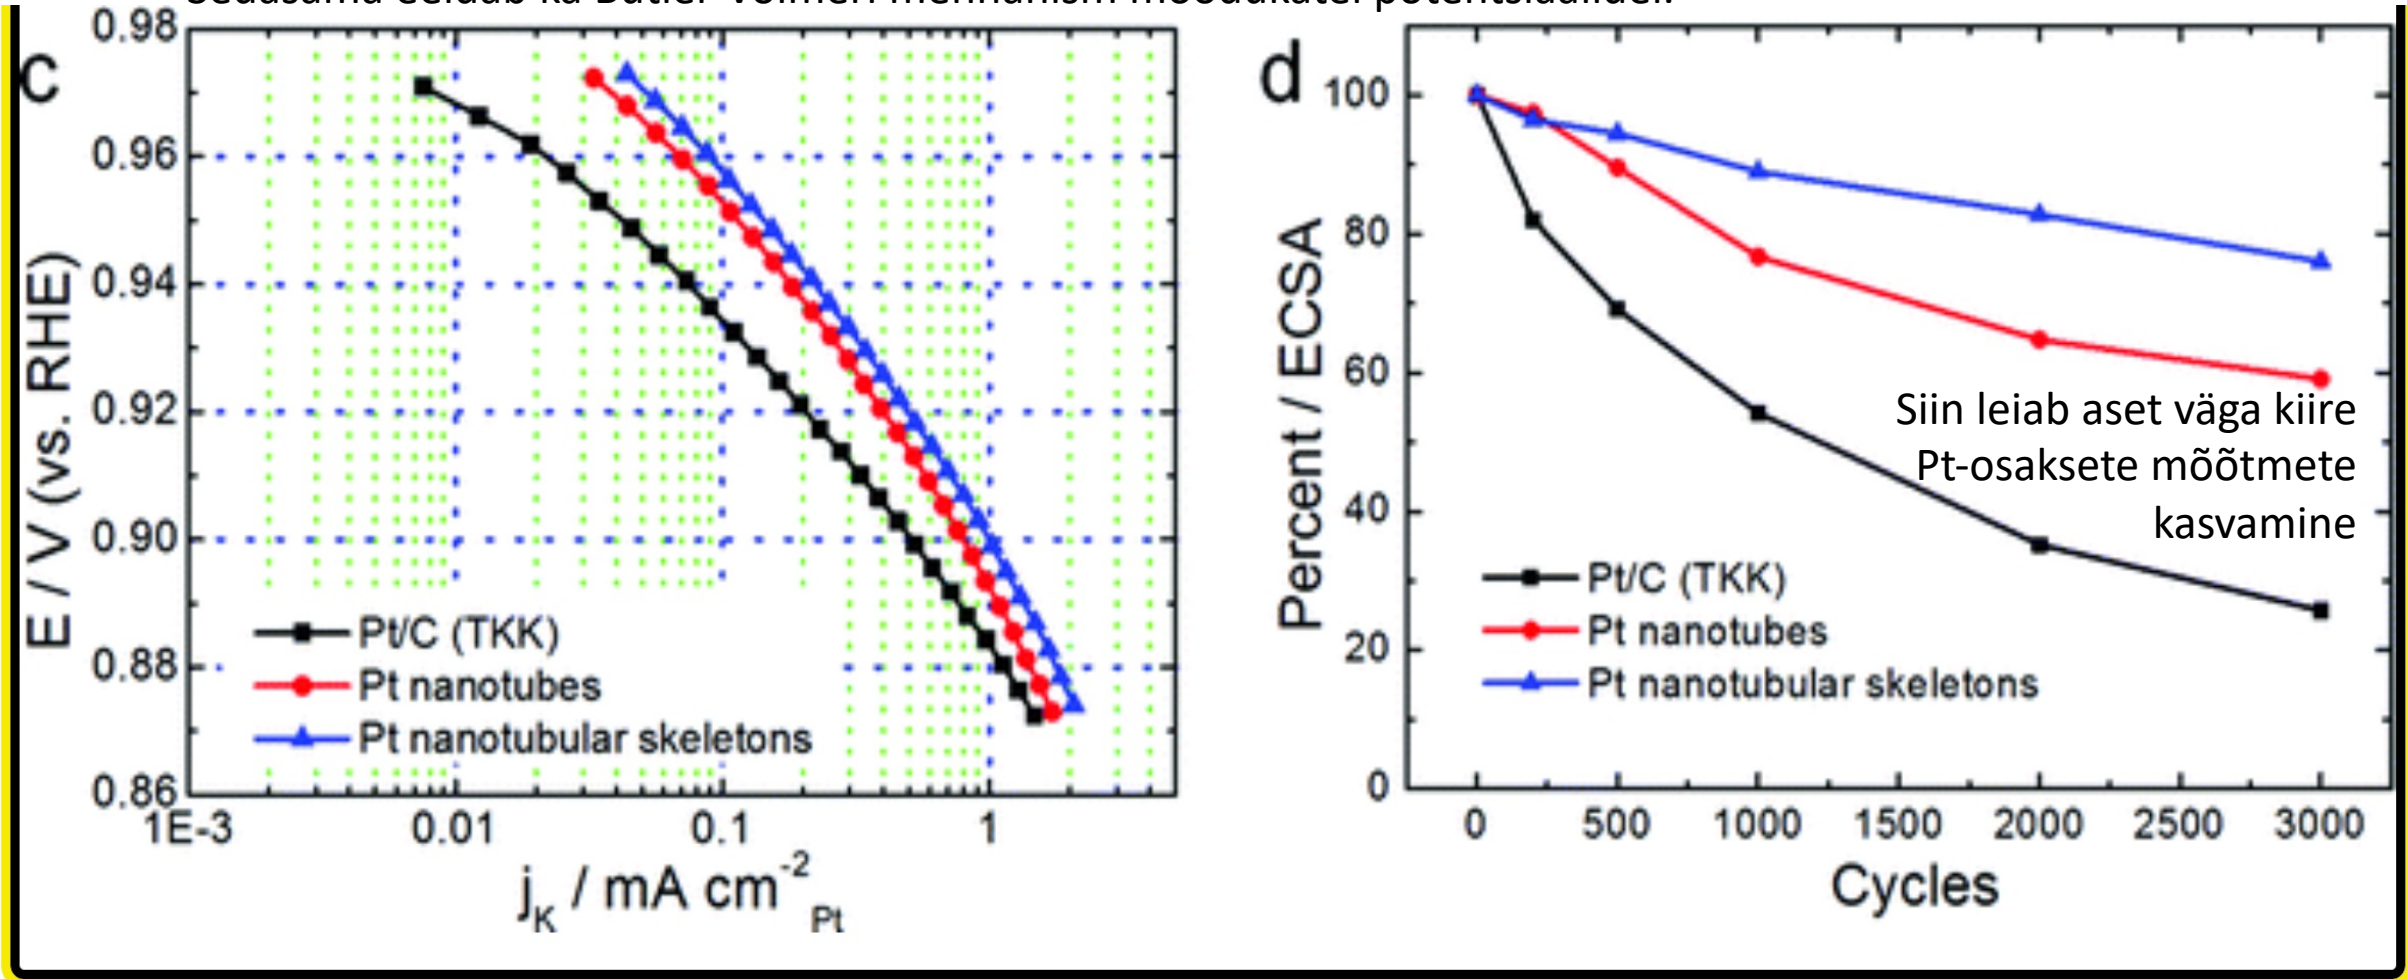 c
0.98
0.96
0.94
0.92
0.90
0.88
0.86
E / V (vs. RHE)
Pt/C (TKK)
Pt nanotubes
Pt nanotubular skeletons
1E-3 0.01 0.1 1
jK / mA cm-2Pt
d
100
80
60
40
20
0
Percent / ECSA
Siin leiab aset väga kiire
Pt-osaksete mõõtmete
kasvamine
Pt/C (TKK)
Pt nanotubes
Pt nanotubular skeletons
0 500 1000 1500 2000 2500 3000
Cycles